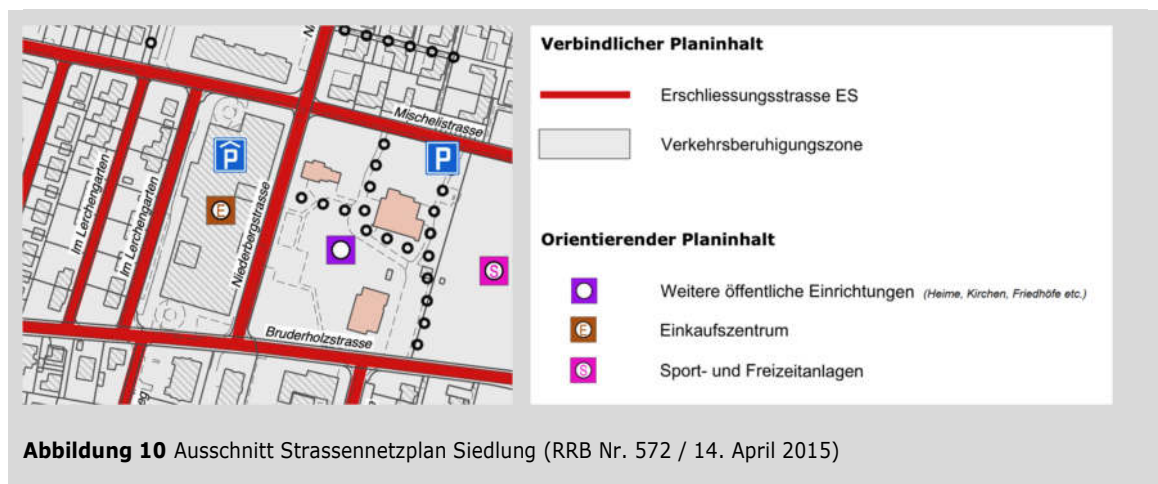 Mischelistrasse
P
P
Im Lerchengarten
Im Lerchengarten
E
Niederbergstrasse
S
Bruderholzstrasse
Verbindlicher Planinhalt
Erschliessungsstrasse ES
Verkehrsberuhigungszone
Orientierender Planinhalt
Weitere öffentliche Einrichtungen (Heime, Kirchen, Friedhöfe etc.)
E Einkaufszentrum
S Sport- und Freizeitanlagen
Abbildung 10 Ausschnitt Strassennetzplan Siedlung (RRB Nr. 572 / 14. April 2015)